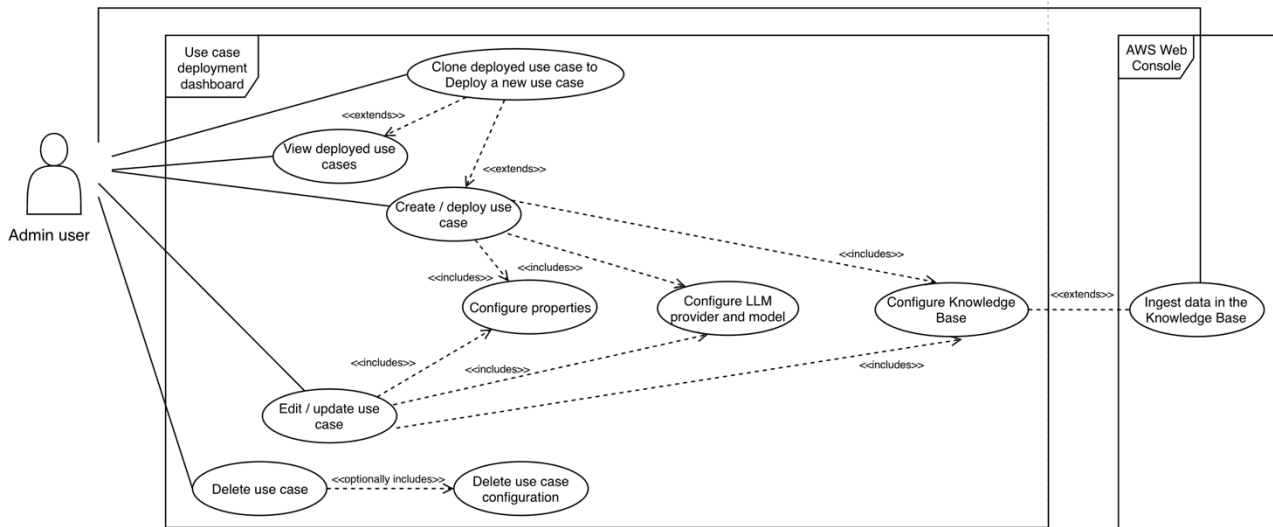 Use case
deployment
dashboard
AWS Web
Console
Clone deployed use case to
Deploy a new use case
<<extends>>
View deployed use
cases
<<extends>>
Admin user
Create / deploy use
case
<<includes>>
<<includes>>
<<includes>>
Configure properties
Configure LLM
provider and model
Configure Knowledge
Base
<<extends>>
Ingest data in the
Knowledge Base
<<includes>>
<<includes>>
<<includes>>
Edit / update use
case
Delete use case
<<optionally includes>>
Delete use case
configuration